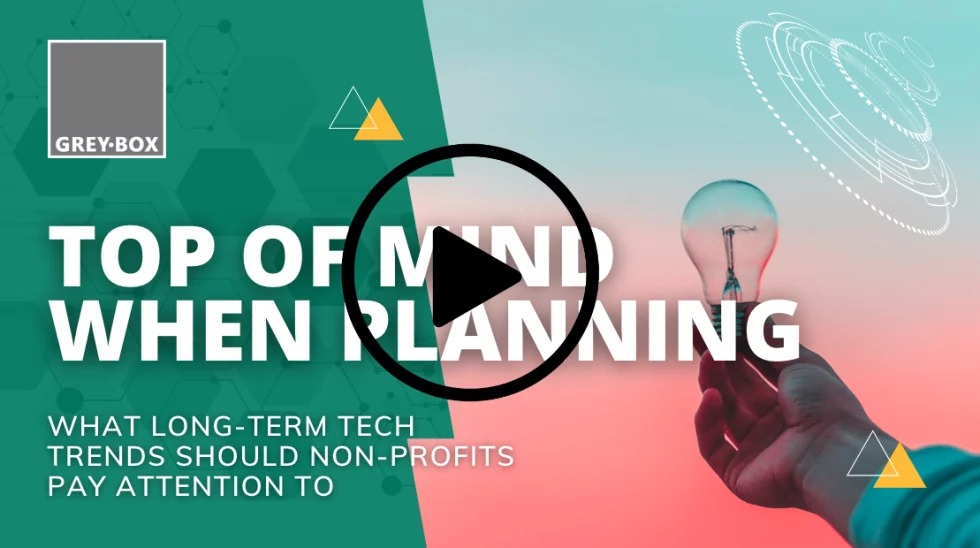 GREY·BOX
TOP OF MIND
WHEN PLANNING
WHAT LONG-TERM TECH
TRENDS SHOULD NON-PROFITS
PAY ATTENTION TO